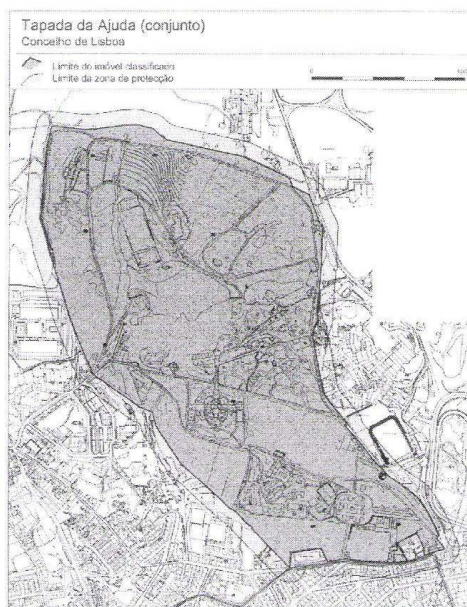 Tapada da Ajuda (conjunto)
Concelho de Lisboa
Limite do imóvel classificado
Limite da zona de protecção
0